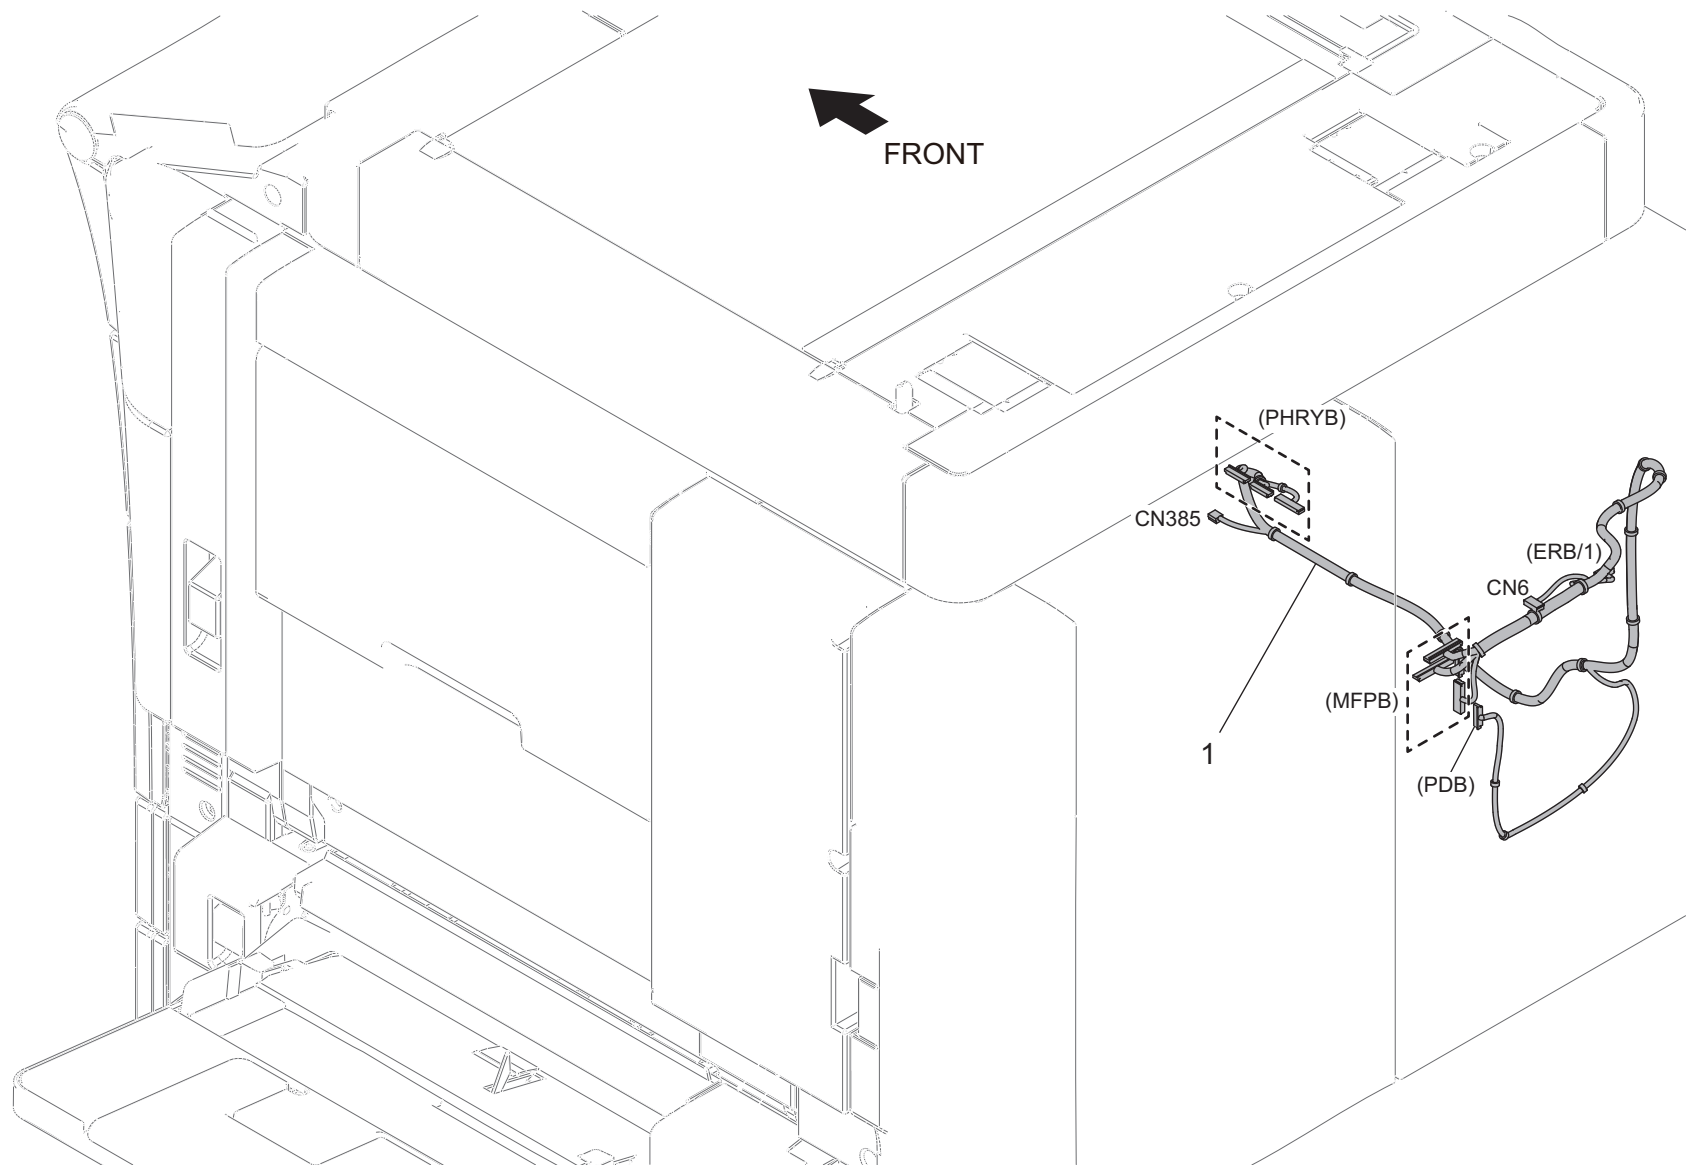 FRONT
(PHRYB)
CN385
(ERB/1)
CN6
(MFPB)
1
(PDB)